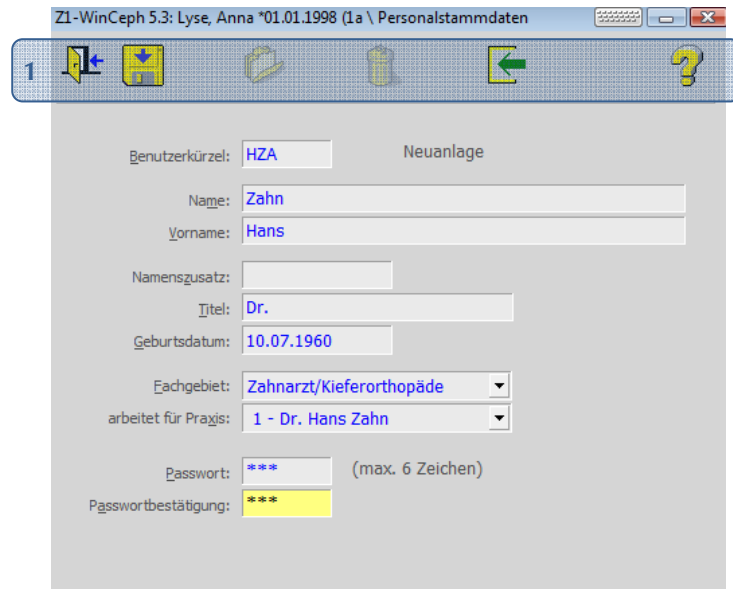 Z1-WinCeph 5.3: Lyse, Anna *01.01.1998 (1a \ Personalstammdaten
1
Benutzerkürzel: HZA Neuanlage
Name: Zahn
Vorname: Hans
Namenszusatz:
Titel: Dr.
Geburtsdatum: 10.07.1960
Fachgebiet: Zahnarzt/Kieferorthopäde
arbeitet für Praxis: 1 - Dr. Hans Zahn
Passwort: *** (max. 6 Zeichen)
Passwortbestätigung: ***